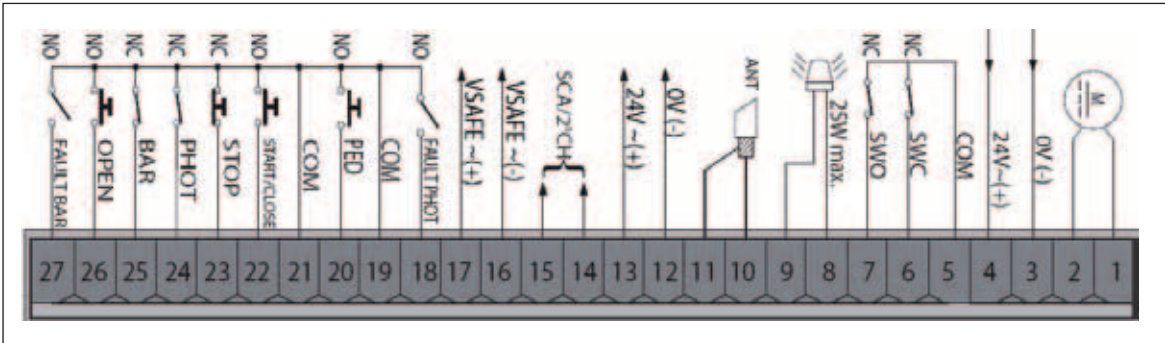 NO
NO
NC
NC
NC
NO
NO
NO
FAULT BAR
OPEN
BAR
PHOT
STOP
START/CLOSE
COM
PED
COM
FAULT PHOT
VSAFE ~(+)
VSAFE ~(-)
SCA/2°CH
24V ~(+)
0V (-)
ANT
25W max.
NC
NC
SWO
SWC
COM
24V~(+)
0V (-)
M
27 26 25 24 23 22 21 20 19 18 17 16 15 14 13 12 11 10 9 8 7 6 5 4 3 2 1